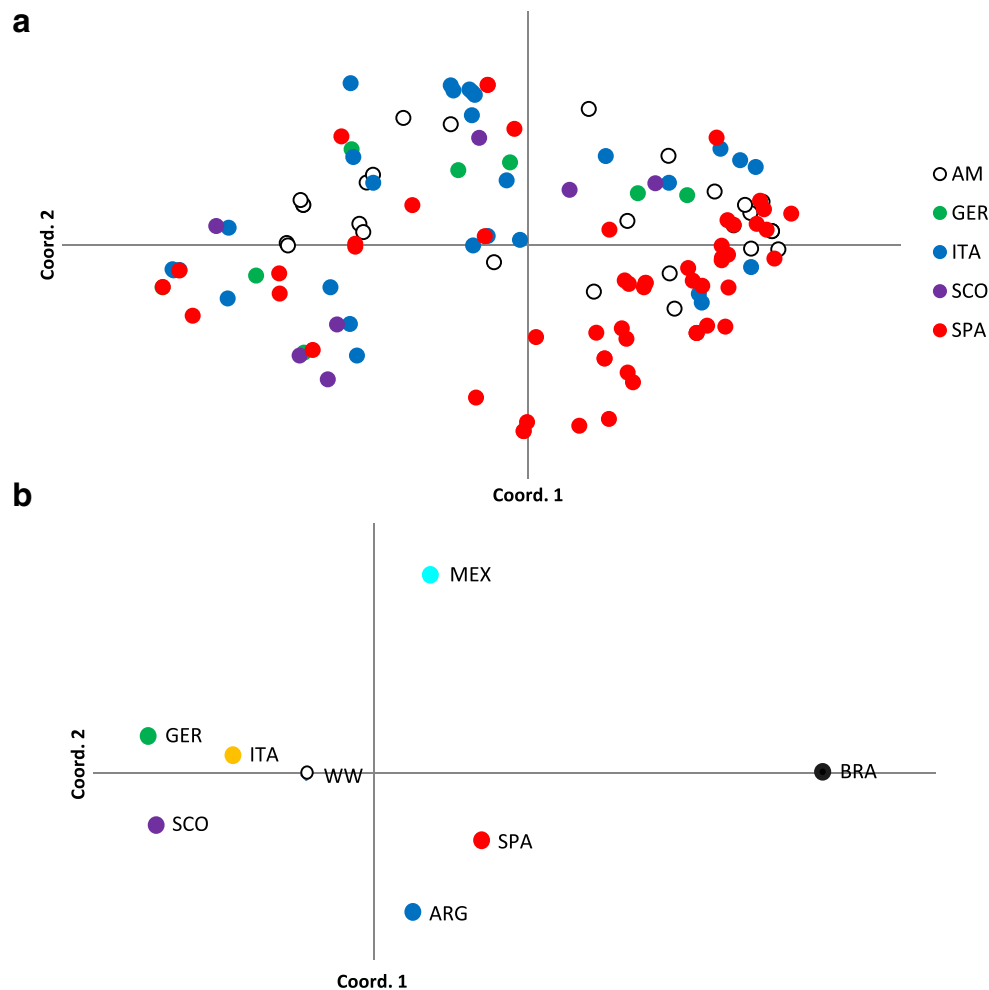 a
Coord. 2
AM
GER
ITA
SCO
SPA
Coord. 1
b
MEX
GER
ITA
Coord. 2
WW
BRA
SCO
SPA
ARG
Coord. 1